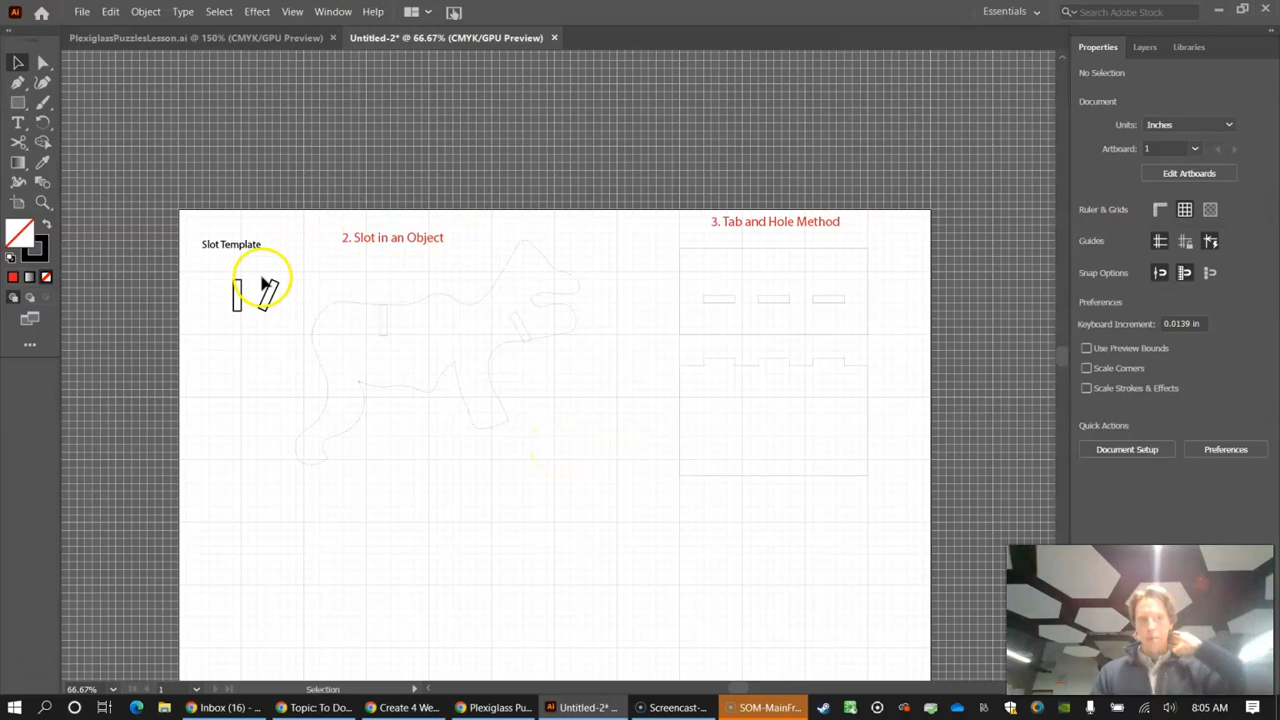 Ai File Edit Object Type Select Effect View Window Help Essentials Search Adobe Stock
PlexiglassPuzzlesLesson.ai @ 150% (CMYK/GPU Preview) × Untitled-2* @ 66.67% (CMYK/GPU Preview) ×
Properties Layers Libraries
No Selection
Document
Units: Inches
Artboard: 1
Edit Artboards
Ruler & Grids
Guides
Snap Options
Preferences
Keyboard Increment: 0.0139 in
Use Preview Bounds
Scale Corners
Scale Strokes & Effects
Quick Actions
Document Setup Preferences
Slot Template
2. Slot in an Object
3. Tab and Hole Method
66.67% 1 Selection
Inbox (16) - ... Topic To Do... Create 4 We... Plexiglass Pu... Untitled-2* ... Screencast-... SOM-MainFr... 8:05 AM